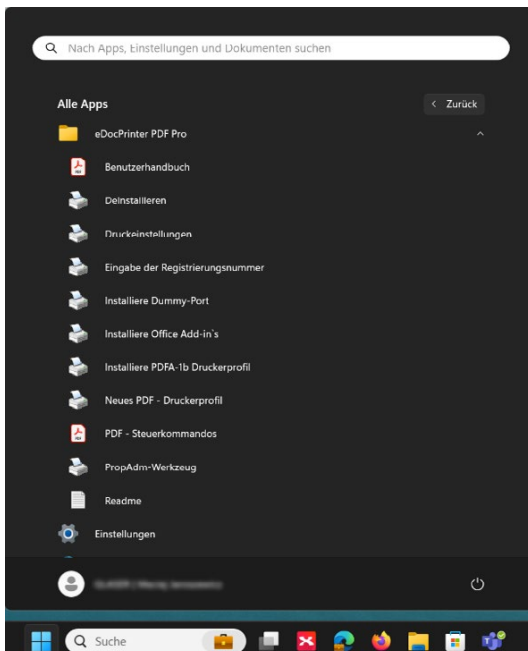 Nach Apps, Einstellungen und Dokumenten suchen
Alle Apps
Zurück
eDocPrinter PDF Pro
Benutzerhandbuch
Deinstallieren
Druckeinstellungen
Eingabe der Registrierungsnummer
Installiere Dummy-Port
Installiere Office Add-in`s
Installiere PDFA-1b Druckerprofil
Neues PDF - Druckerprofil
PDF - Steuerkommandos
PropAdm-Werkzeug
Readme
Einstellungen
Suche